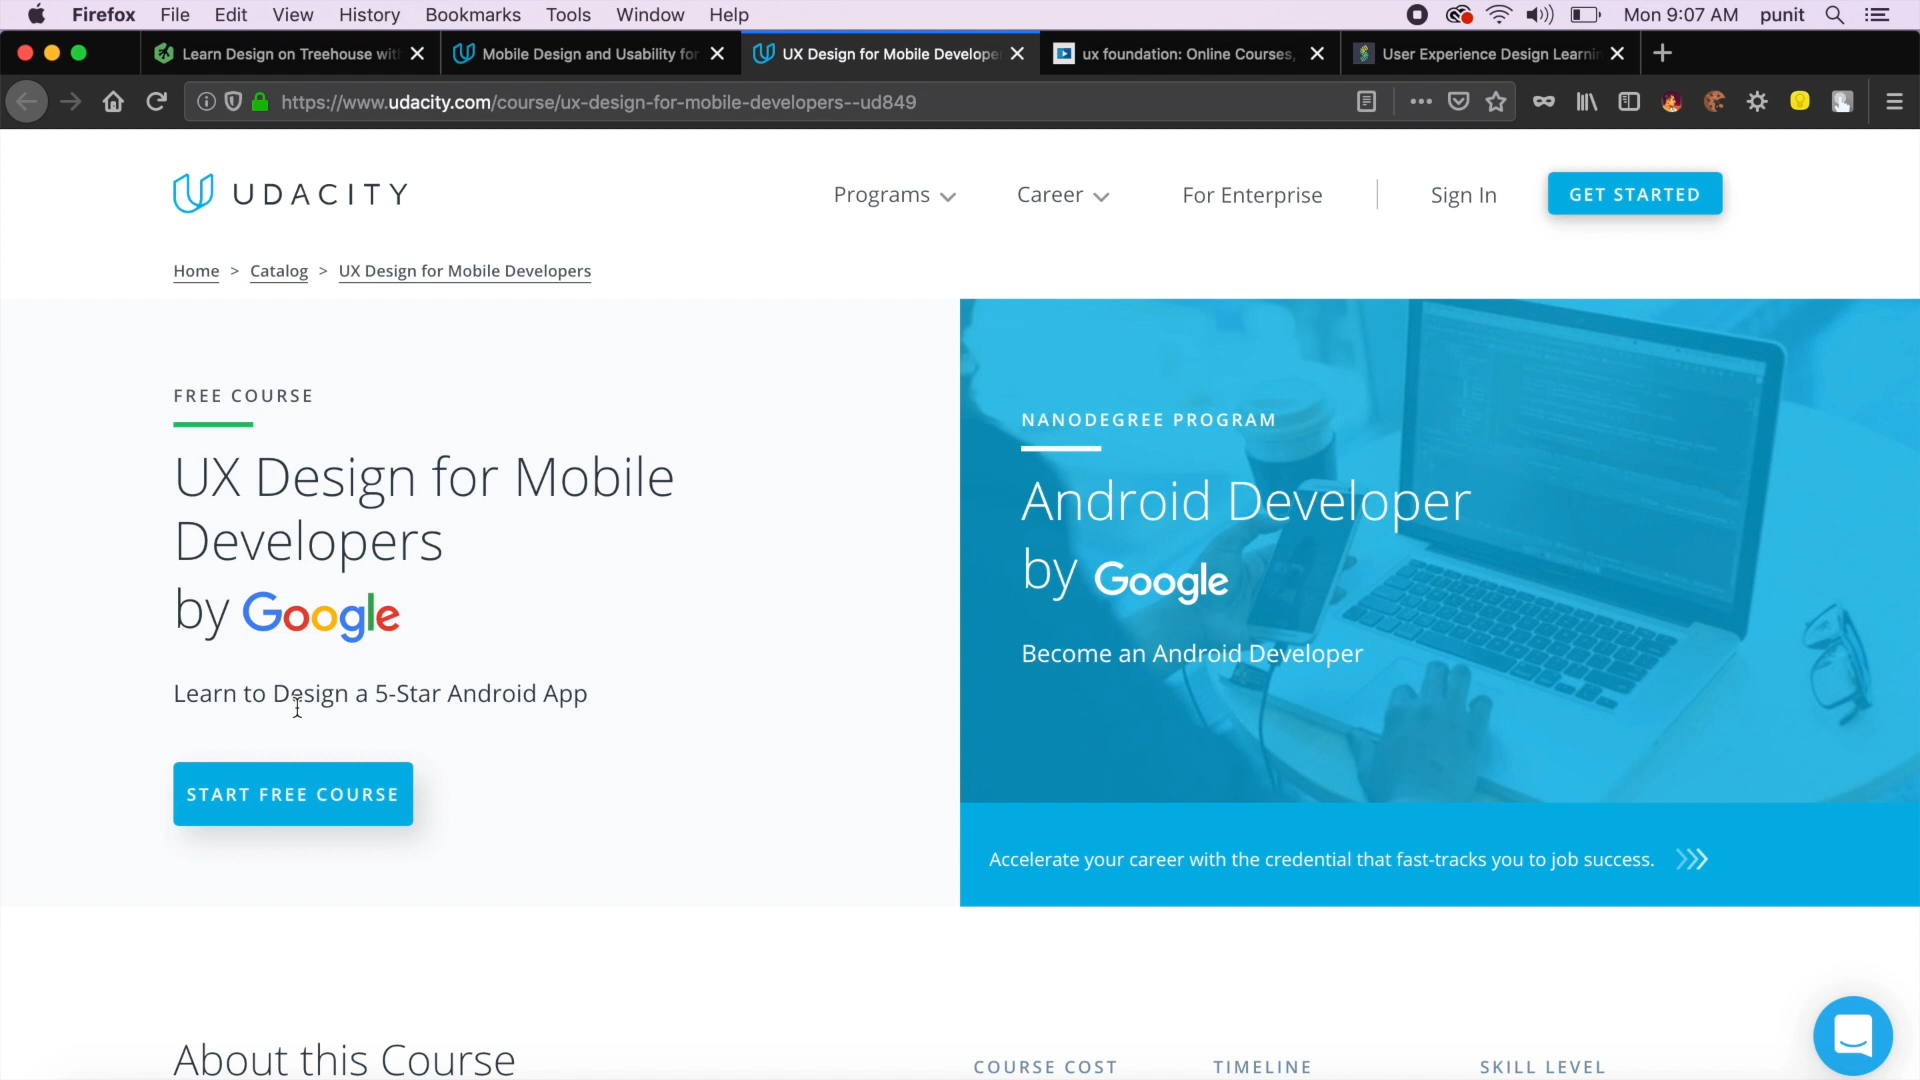 Firefox File Edit View History Bookmarks Tools Window Help Mon 9:07 AM punit
Learn Design on Treehouse wit Mobile Design and Usability for UX Design for Mobile Develope ux foundation: Online Courses, User Experience Design Learnin
https://www.udacity.com/course/ux-design-for-mobile-developers--ud849
UDACITY Programs Career For Enterprise Sign In GET STARTED
Home > Catalog > UX Design for Mobile Developers
FREE COURSE
UX Design for Mobile
Developers
by Google
Learn to Design a 5-Star Android App
START FREE COURSE
NANODEGREE PROGRAM
Android Developer
by Google
Become an Android Developer
Accelerate your career with the credential that fast-tracks you to job success.
About this Course
COURSE COST TIMELINE SKILL LEVEL